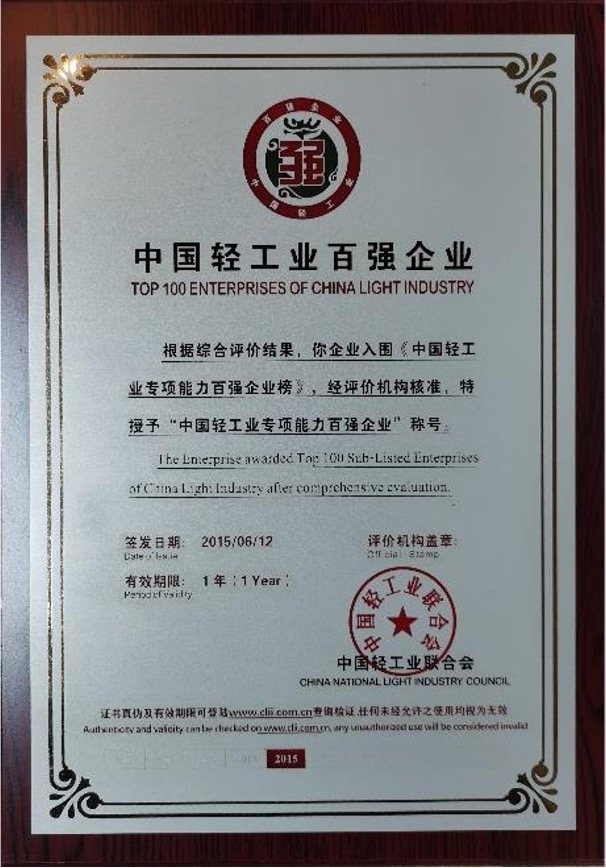 百强企业
强
中国轻工业
中国轻工业百强企业
TOP 100 ENTERPRISES OF CHINA LIGHT INDUSTRY
根据综合评价结果，你企业入围《中国轻工
业专项能力百强企业榜》，经评价机构核准，特
授予“中国轻工业专项能力百强企业”称号。
The Enterprise awarded Top 100 Sub-Listed Enterprises
of China Light Industry after comprehensive evaluation.
签发日期： 2015/06/12 评价机构盖章：
Date of Issue Official Stamp
有效期限： 1 年（1 Year）
Period of Validity
中国轻工业联合会
中国轻工业联合会
CHINA NATIONAL LIGHT INDUSTRY COUNCIL
证书真伪及有效期限可登陆www.clii.com.cn查询验证,任何未经允许之使用均视为无效
Authenticity and validity can be checked on www.clii.com.cn, any unauthorized use will be considered invalid
2015